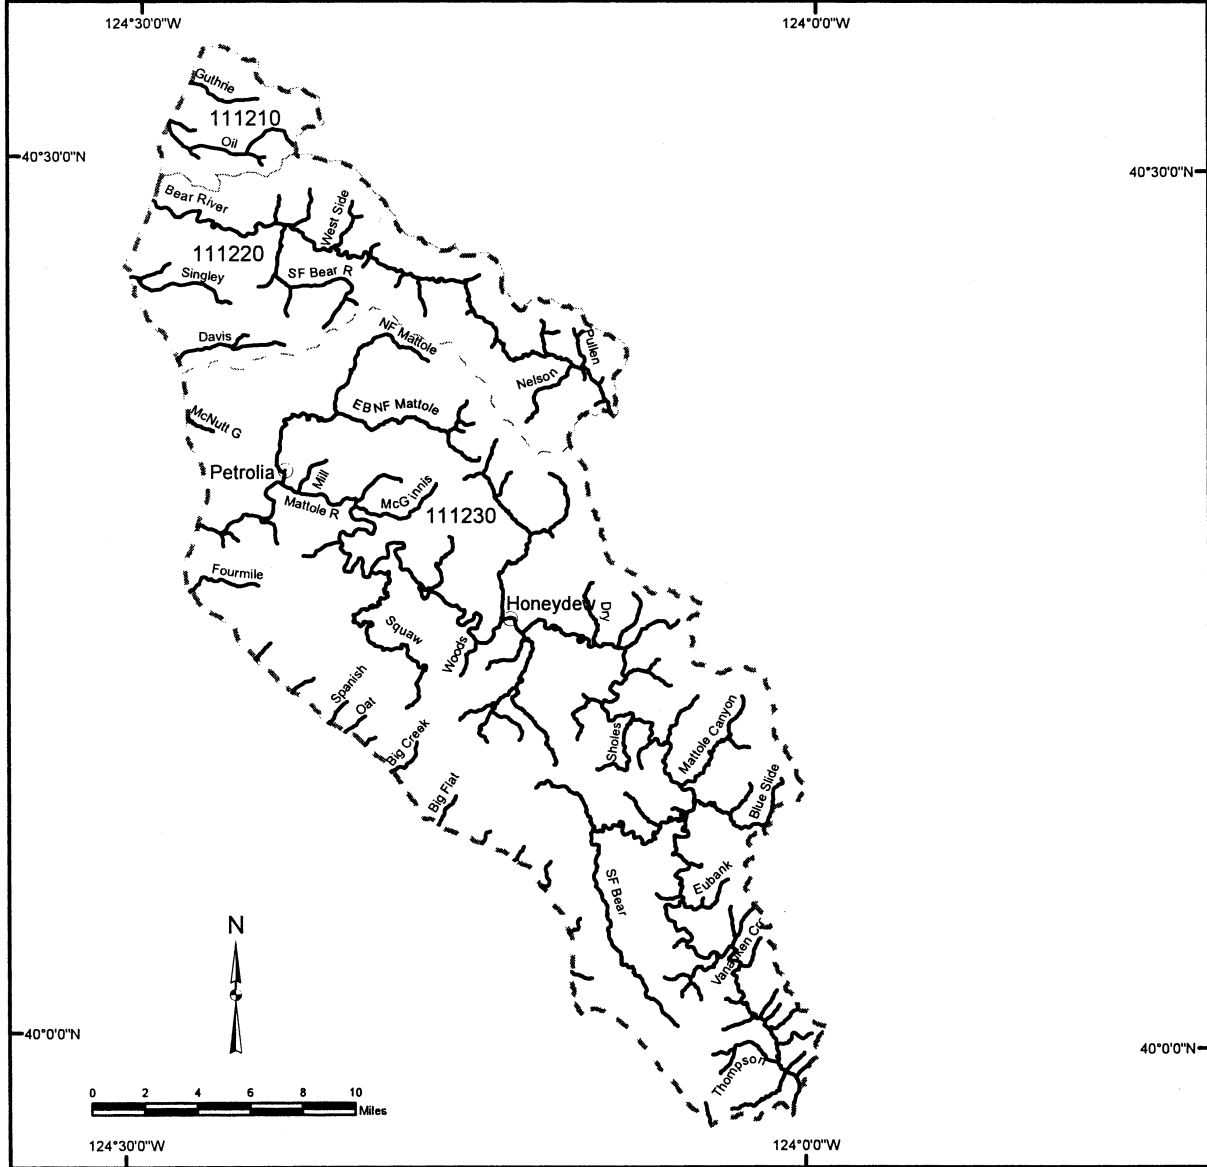 124°30'0"W
124°0'0"W
Guthrie
111210
Oil
40°30'0"N
40°30'0"N
Bear River
West Side
111220
Singley
SF Bear R
Davis
NF Mattole
Pullen
Nelson
EBNF Mattole
McNutt G
Petrolia
Mill
McGinnis
Mattole R
111230
Fourmile
Honeydew
Dry
Squaw
Woods
Spanish
Oat
Mattole Canyon
Sholes
Big Creek
Blue Slide
Big Flat
SF Bear
Eubank
N
Vanauken Cr
40°0'0"N
40°0'0"N
Thompson
0 2 4 6 8 10
Miles
124°30'0"W
124°0'0"W